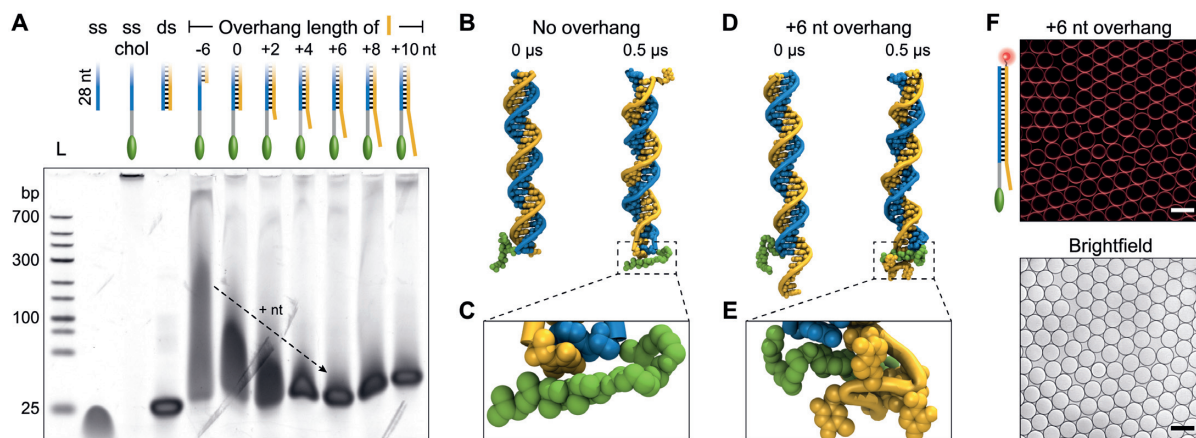 A
ss
ss
chol
ds
Overhang length of
-6
0
+2
+4
+6
+8
+10 nt
28 nt
L
bp
700
300
100
25
+ nt
B
No overhang
0 µs
0.5 µs
C
D
+6 nt overhang
0 µs
0.5 µs
E
F
+6 nt overhang
Brightfield